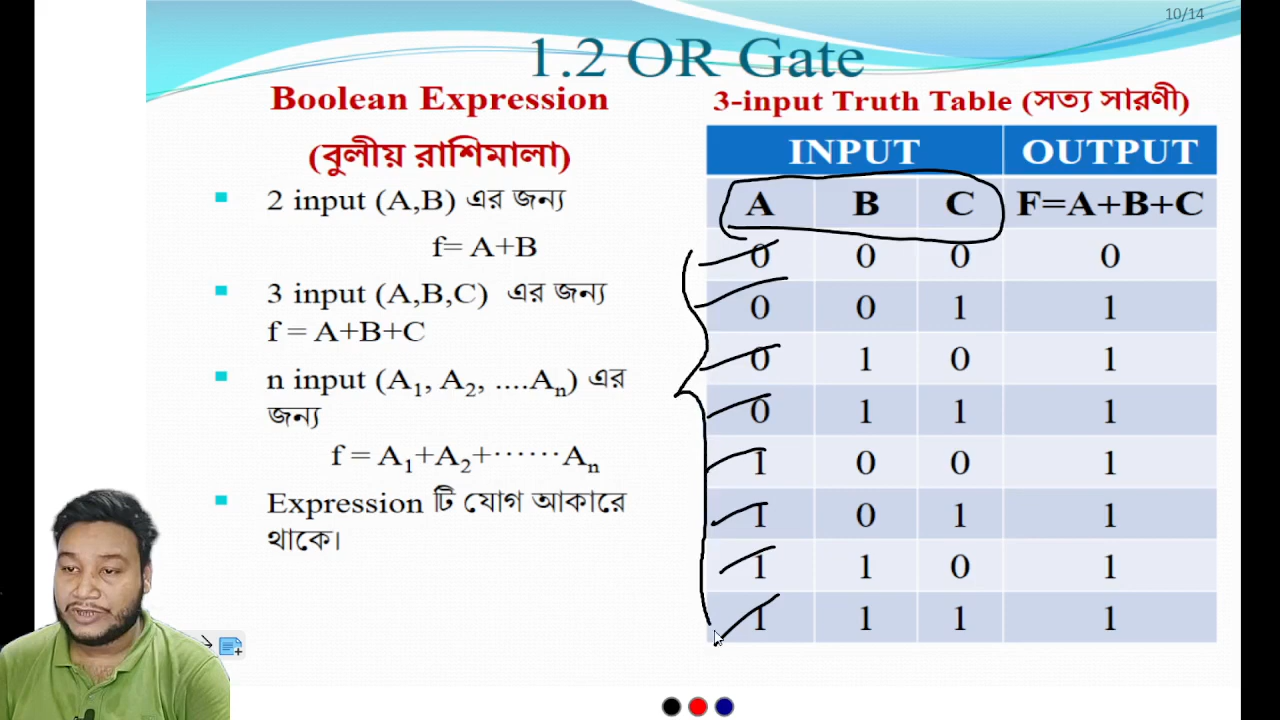 10/14
1.2 OR Gate
Boolean Expression
(বুলীয় রাশিমালা)
2 input (A,B) এর জন্য
f= A+B
3 input (A,B,C) এর জন্য
f = A+B+C
n input (A1, A2, ....An) এর
জন্য
f = A1+A2+⋯⋯An
Expression টি যোগ আকারে
থাকে।
3-input Truth Table (সত্য সারণী)
INPUT OUTPUT
A B C F=A+B+C
0 0 0 0
0 0 1 1
0 1 0 1
0 1 1 1
1 0 0 1
1 0 1 1
1 1 0 1
1 1 1 1